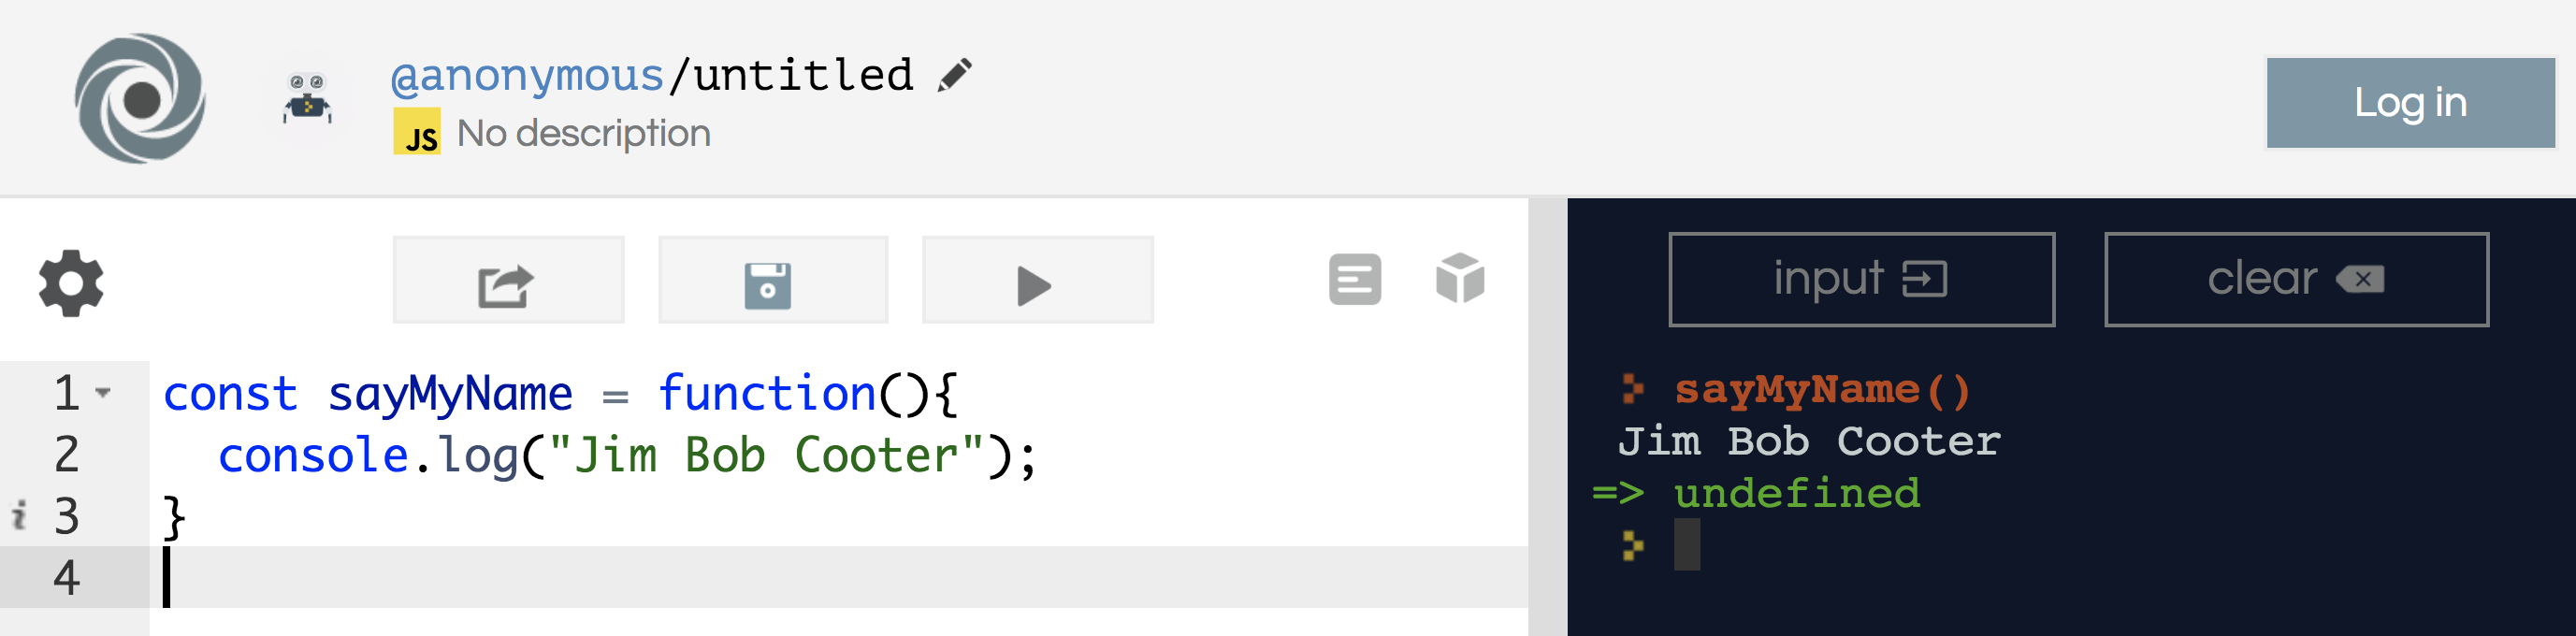 @anonymous/untitled
JS No description
Log in
input
clear
1 const sayMyName = function(){
2   console.log("Jim Bob Cooter");
i 3 }
4
sayMyName()
Jim Bob Cooter
=> undefined